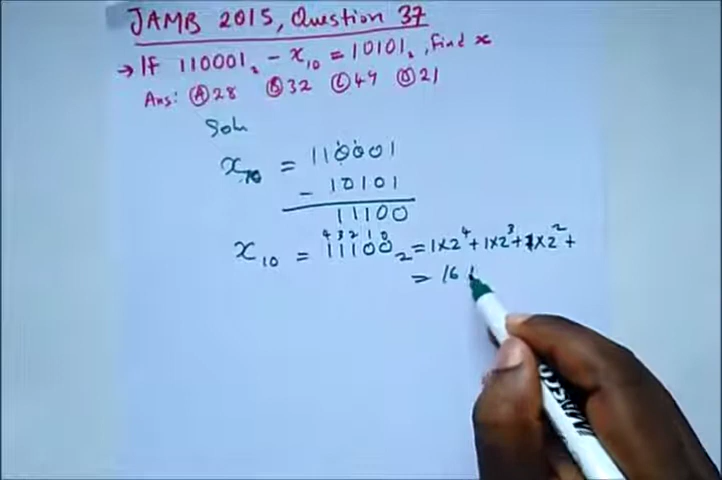 JAMB 2015, Question 37
→ If 110001₂ - x₁₀ = 10101₂, find x
Ans: Ⓐ 28 Ⓑ 32 Ⓒ 49 Ⓓ 21
Soln
x₁₀ = 110001
- 10101
11100
4 3 2 1 0
x₁₀ = 11100₂ = 1×2⁴ + 1×2³ + 1×2² +
= 16